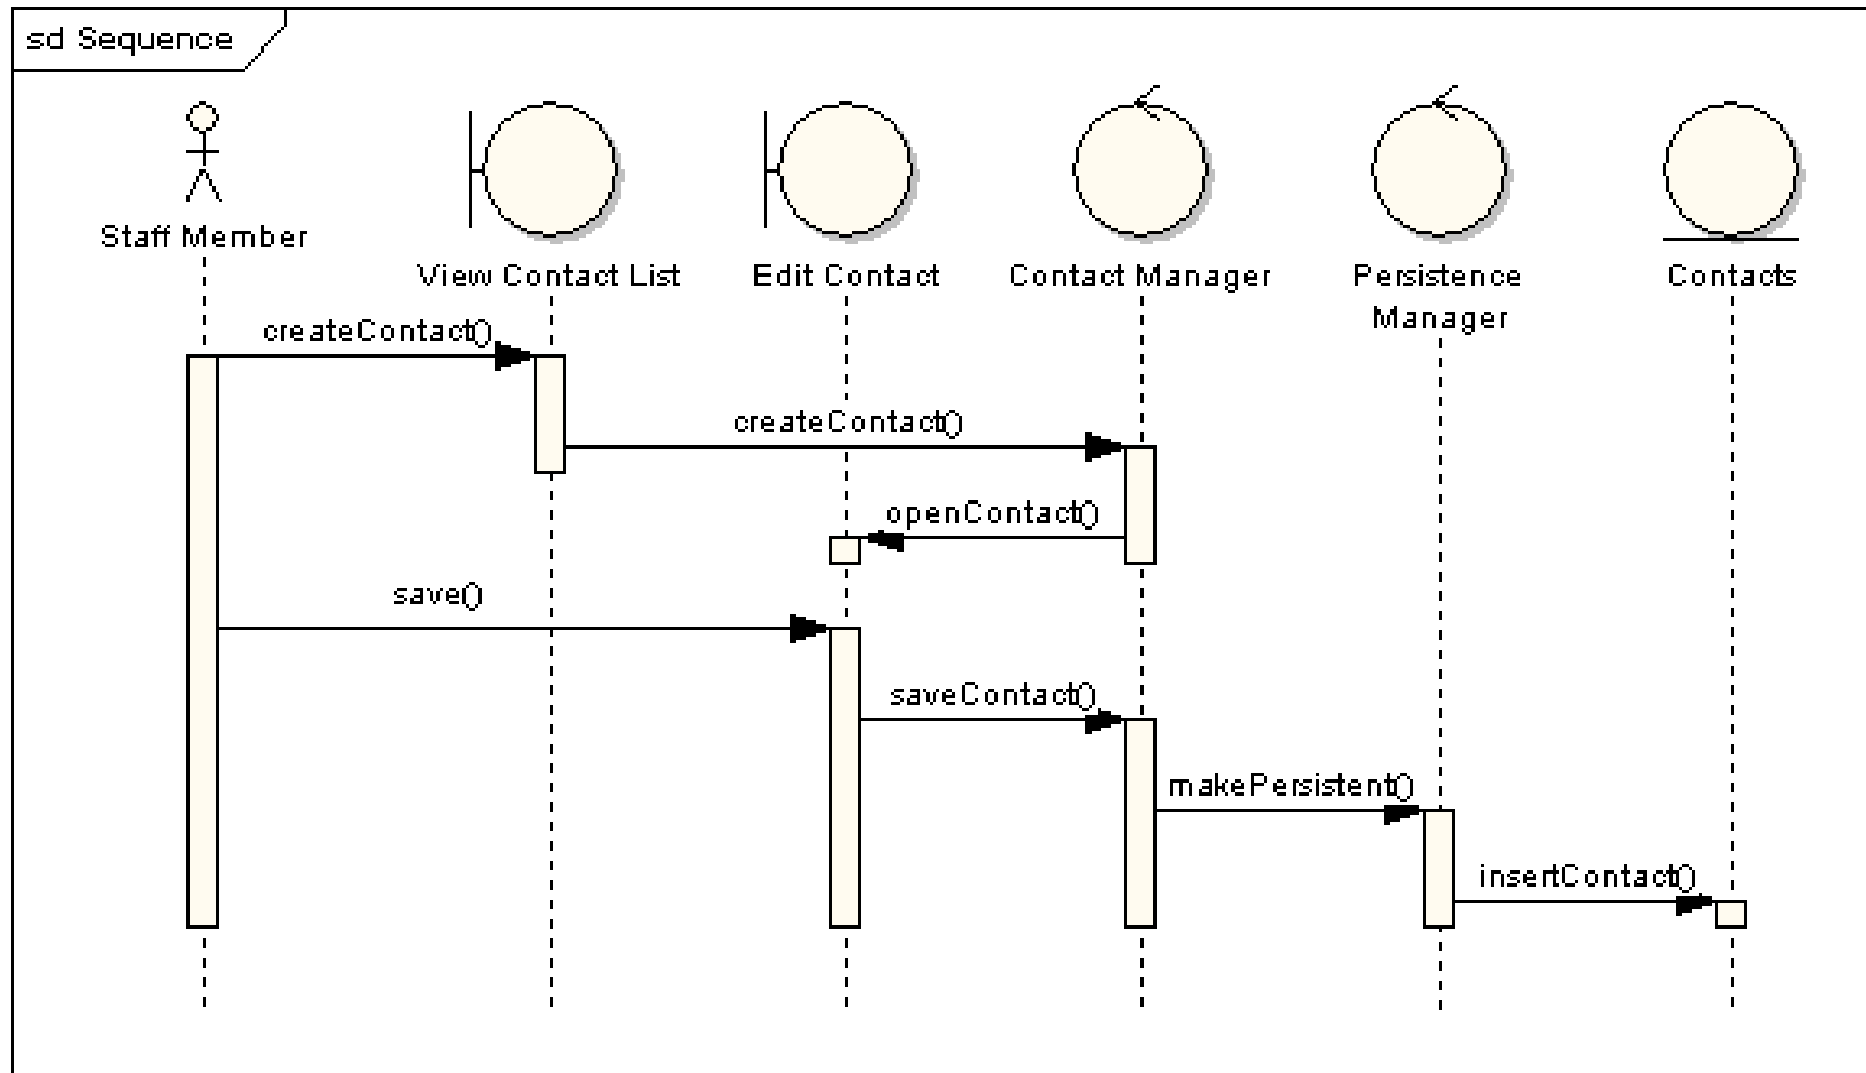 sd Sequence
Staff Member
View Contact List
Edit Contact
Contact Manager
Persistence
Manager
Contacts
createContact()
createContact()
openContact()
save()
saveContact()
makePersistent()
insertContact()